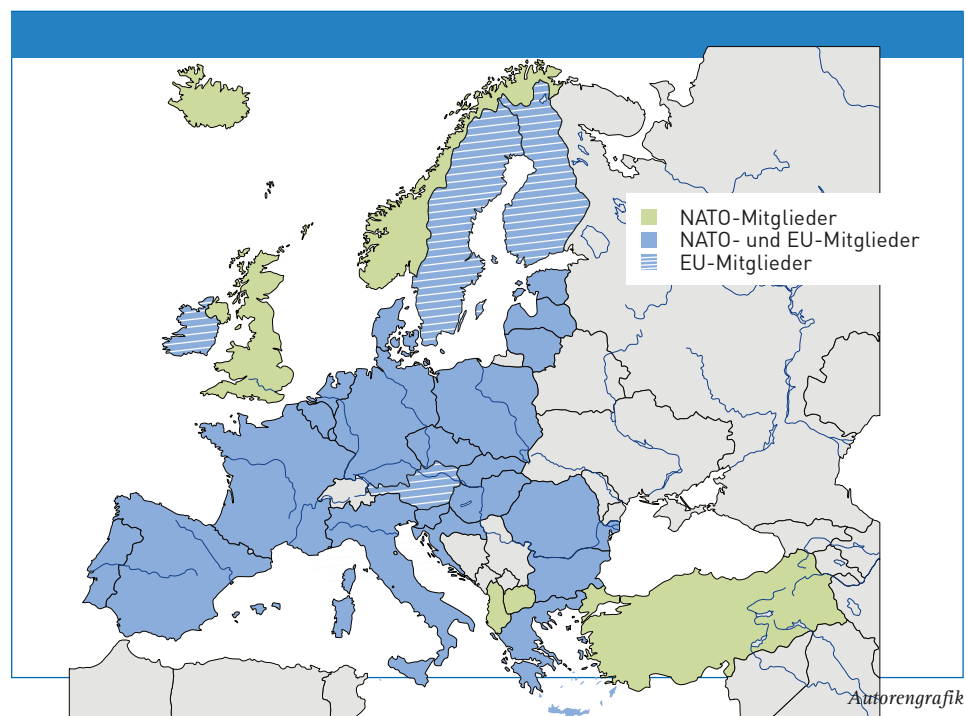 NATO-Mitglieder
NATO- und EU-Mitglieder
EU-Mitglieder
Autorengrafik